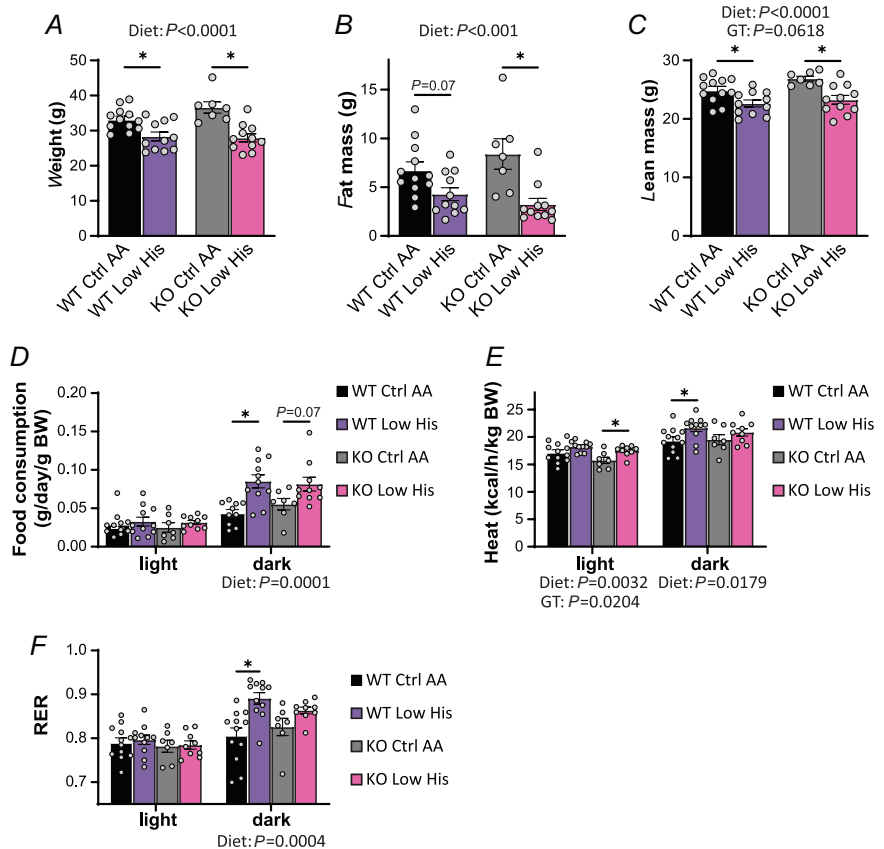 A
Diet: P<0.0001
*
*
Weight (g)
50
40
30
20
10
0
WT Ctrl AA
WT Low His
KO Ctrl AA
KO Low His
B
Diet: P<0.001
P=0.07
*
Fat mass (g)
20
15
10
5
0
WT Ctrl AA
WT Low His
KO Ctrl AA
KO Low His
C
Diet: P<0.0001
GT: P=0.0618
*
*
Lean mass (g)
30
20
10
0
WT Ctrl AA
WT Low His
KO Ctrl AA
KO Low His
D
Food consumption
(g/day/g BW)
0.20
0.15
0.10
0.05
0.00
*
P=0.07
light
dark
Diet: P=0.0001
WT Ctrl AA
WT Low His
KO Ctrl AA
KO Low His
E
Heat (kcal/h/kg BW)
25
20
15
10
5
0
*
*
light
dark
Diet: P=0.0032
Diet: P=0.0179
GT: P=0.0204
WT Ctrl AA
WT Low His
KO Ctrl AA
KO Low His
F
RER
1.0
0.9
0.8
0.7
*
light
dark
Diet: P=0.0004
WT Ctrl AA
WT Low His
KO Ctrl AA
KO Low His